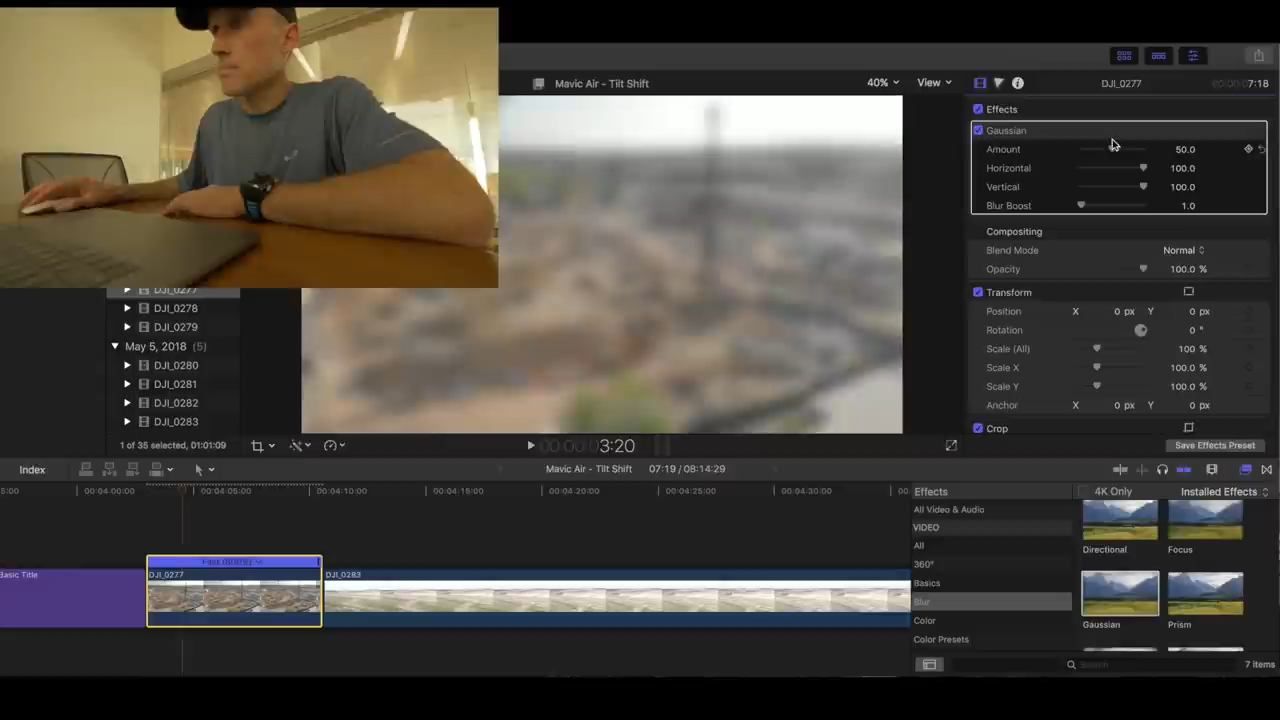 Mavic Air - Tilt Shift
40%
View
DJI_0277
7:18
Effects
Gaussian
Amount 50.0
Horizontal 100.0
Vertical 100.0
Blur Boost 1.0
Compositing
Blend Mode Normal
Opacity 100.0 %
Transform
Position X 0 px Y 0 px
Rotation 0 °
Scale (All) 100 %
Scale X 100.0 %
Scale Y 100.0 %
Anchor X 0 px Y 0 px
Crop
Save Effects Preset
DJI_0277
DJI_0278
DJI_0279
May 5, 2018 (5)
DJI_0280
DJI_0281
DJI_0282
DJI_0283
1 of 35 selected, 01:01:09
3:20
Index
Mavic Air - Tilt Shift
07:19 / 08:14:29
5:00
00:04:00:00
00:04:05:00
00:04:10:00
00:04:15:00
00:04:20:00
00:04:25:00
00:04:30:00
00:
Basic Title
DJI_0277
DJI_0283
Effects
4K Only
Installed Effects
All Video & Audio
VIDEO
All
360°
Basics
Blur
Color
Color Presets
Directional
Focus
Gaussian
Prism
Search
7 items